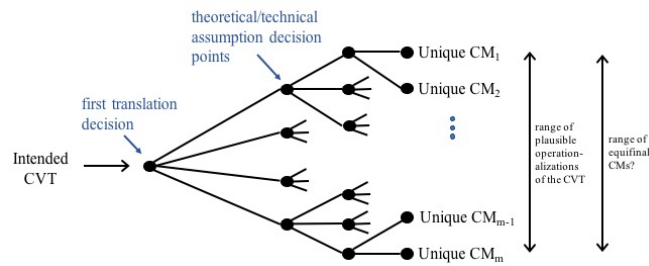 theoretical/technical
assumption decision
points
first translation
decision
Intended
CVT
Unique CM₁
Unique CM₂
Unique CMₘ₋₁
Unique CMₘ
range of
plausible
operation-
alizations
of the CVT
range of
equifinal
CMs?